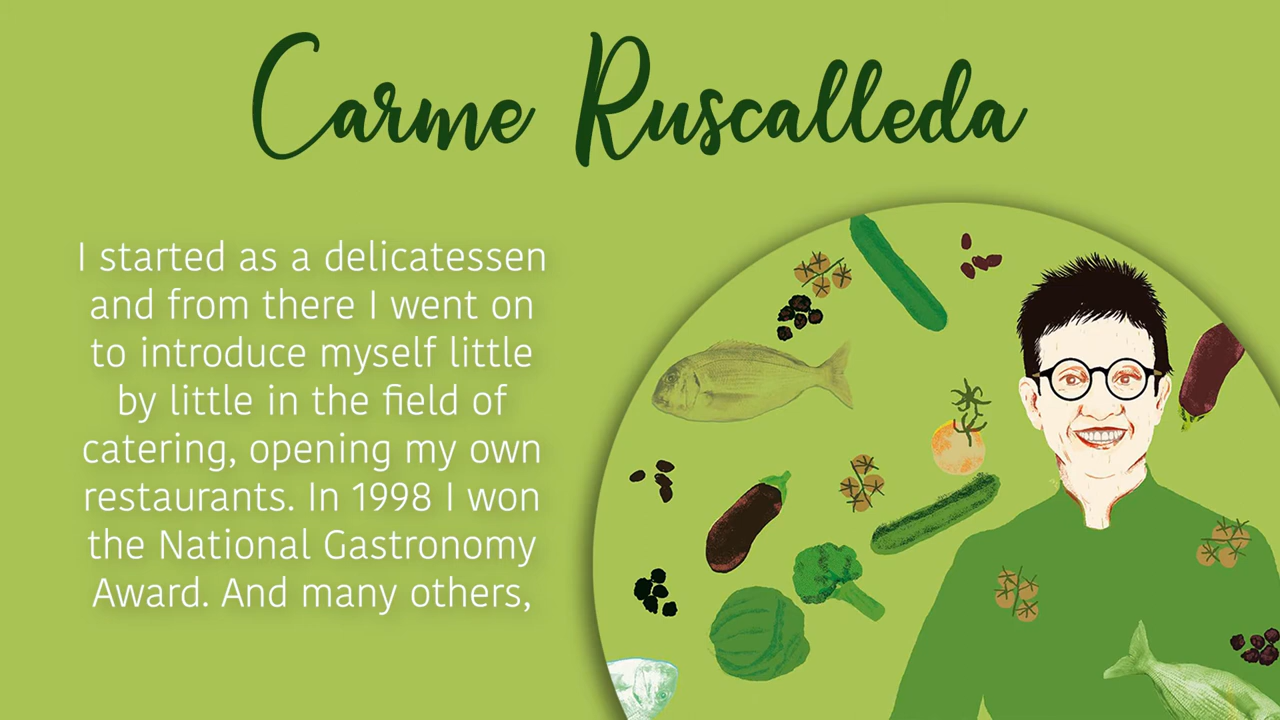 Carme Ruscalleda
I started as a delicatessen
and from there I went on
to introduce myself little
by little in the field of
catering, opening my own
restaurants. In 1998 I won
the National Gastronomy
Award. And many others,